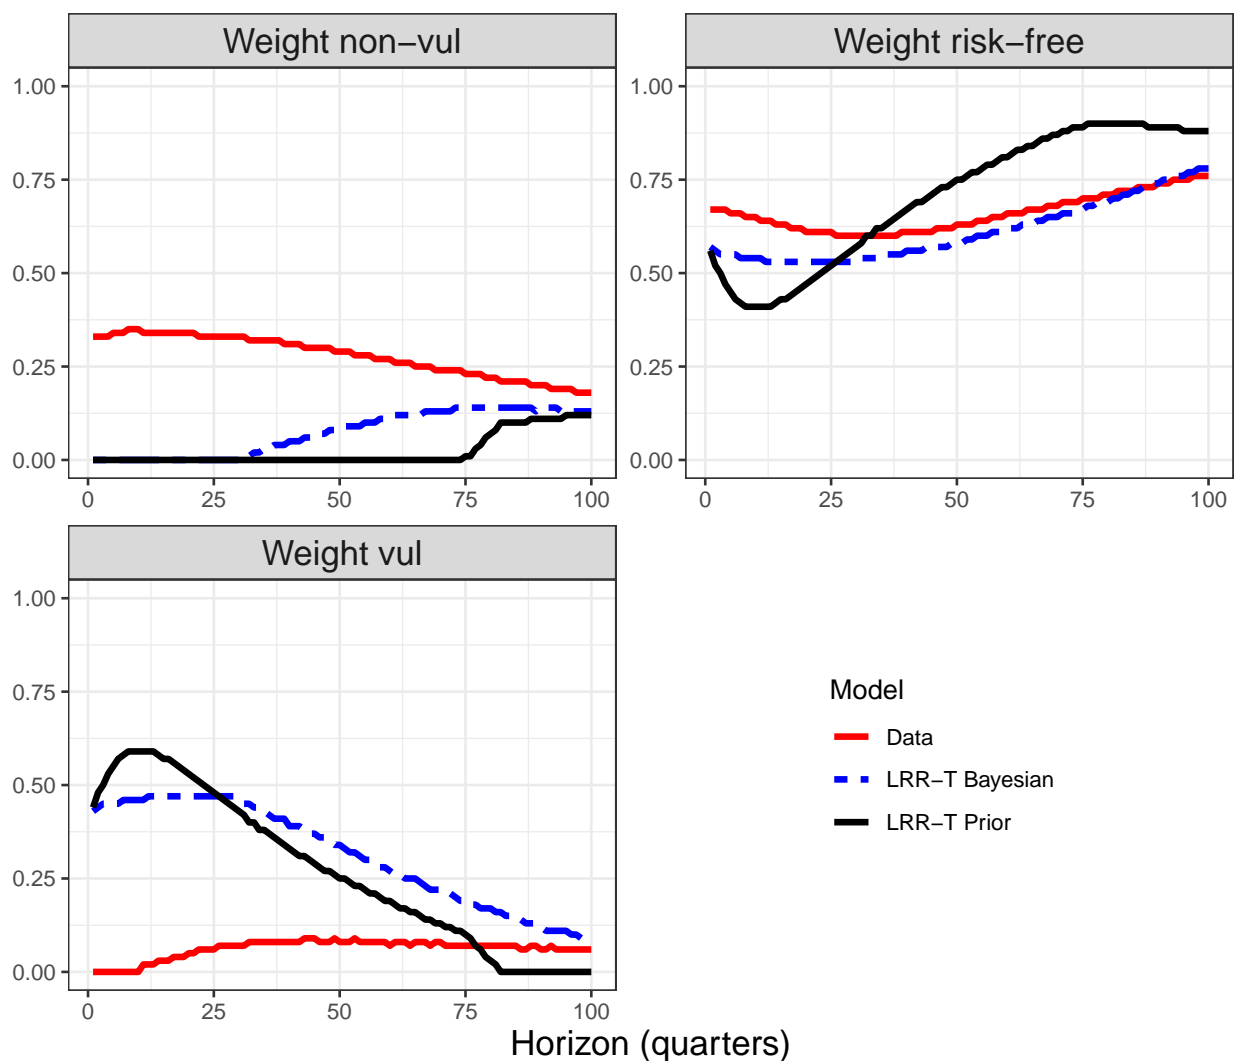 Weight non−vul
Weight risk−free
1.00
0.75
0.50
0.25
0.00
0 25 50 75 100
1.00
0.75
0.50
0.25
0.00
0 25 50 75 100
Weight vul
1.00
0.75
0.50
0.25
0.00
0 25 50 75 100
Model
Data
LRR−T Bayesian
LRR−T Prior
Horizon (quarters)